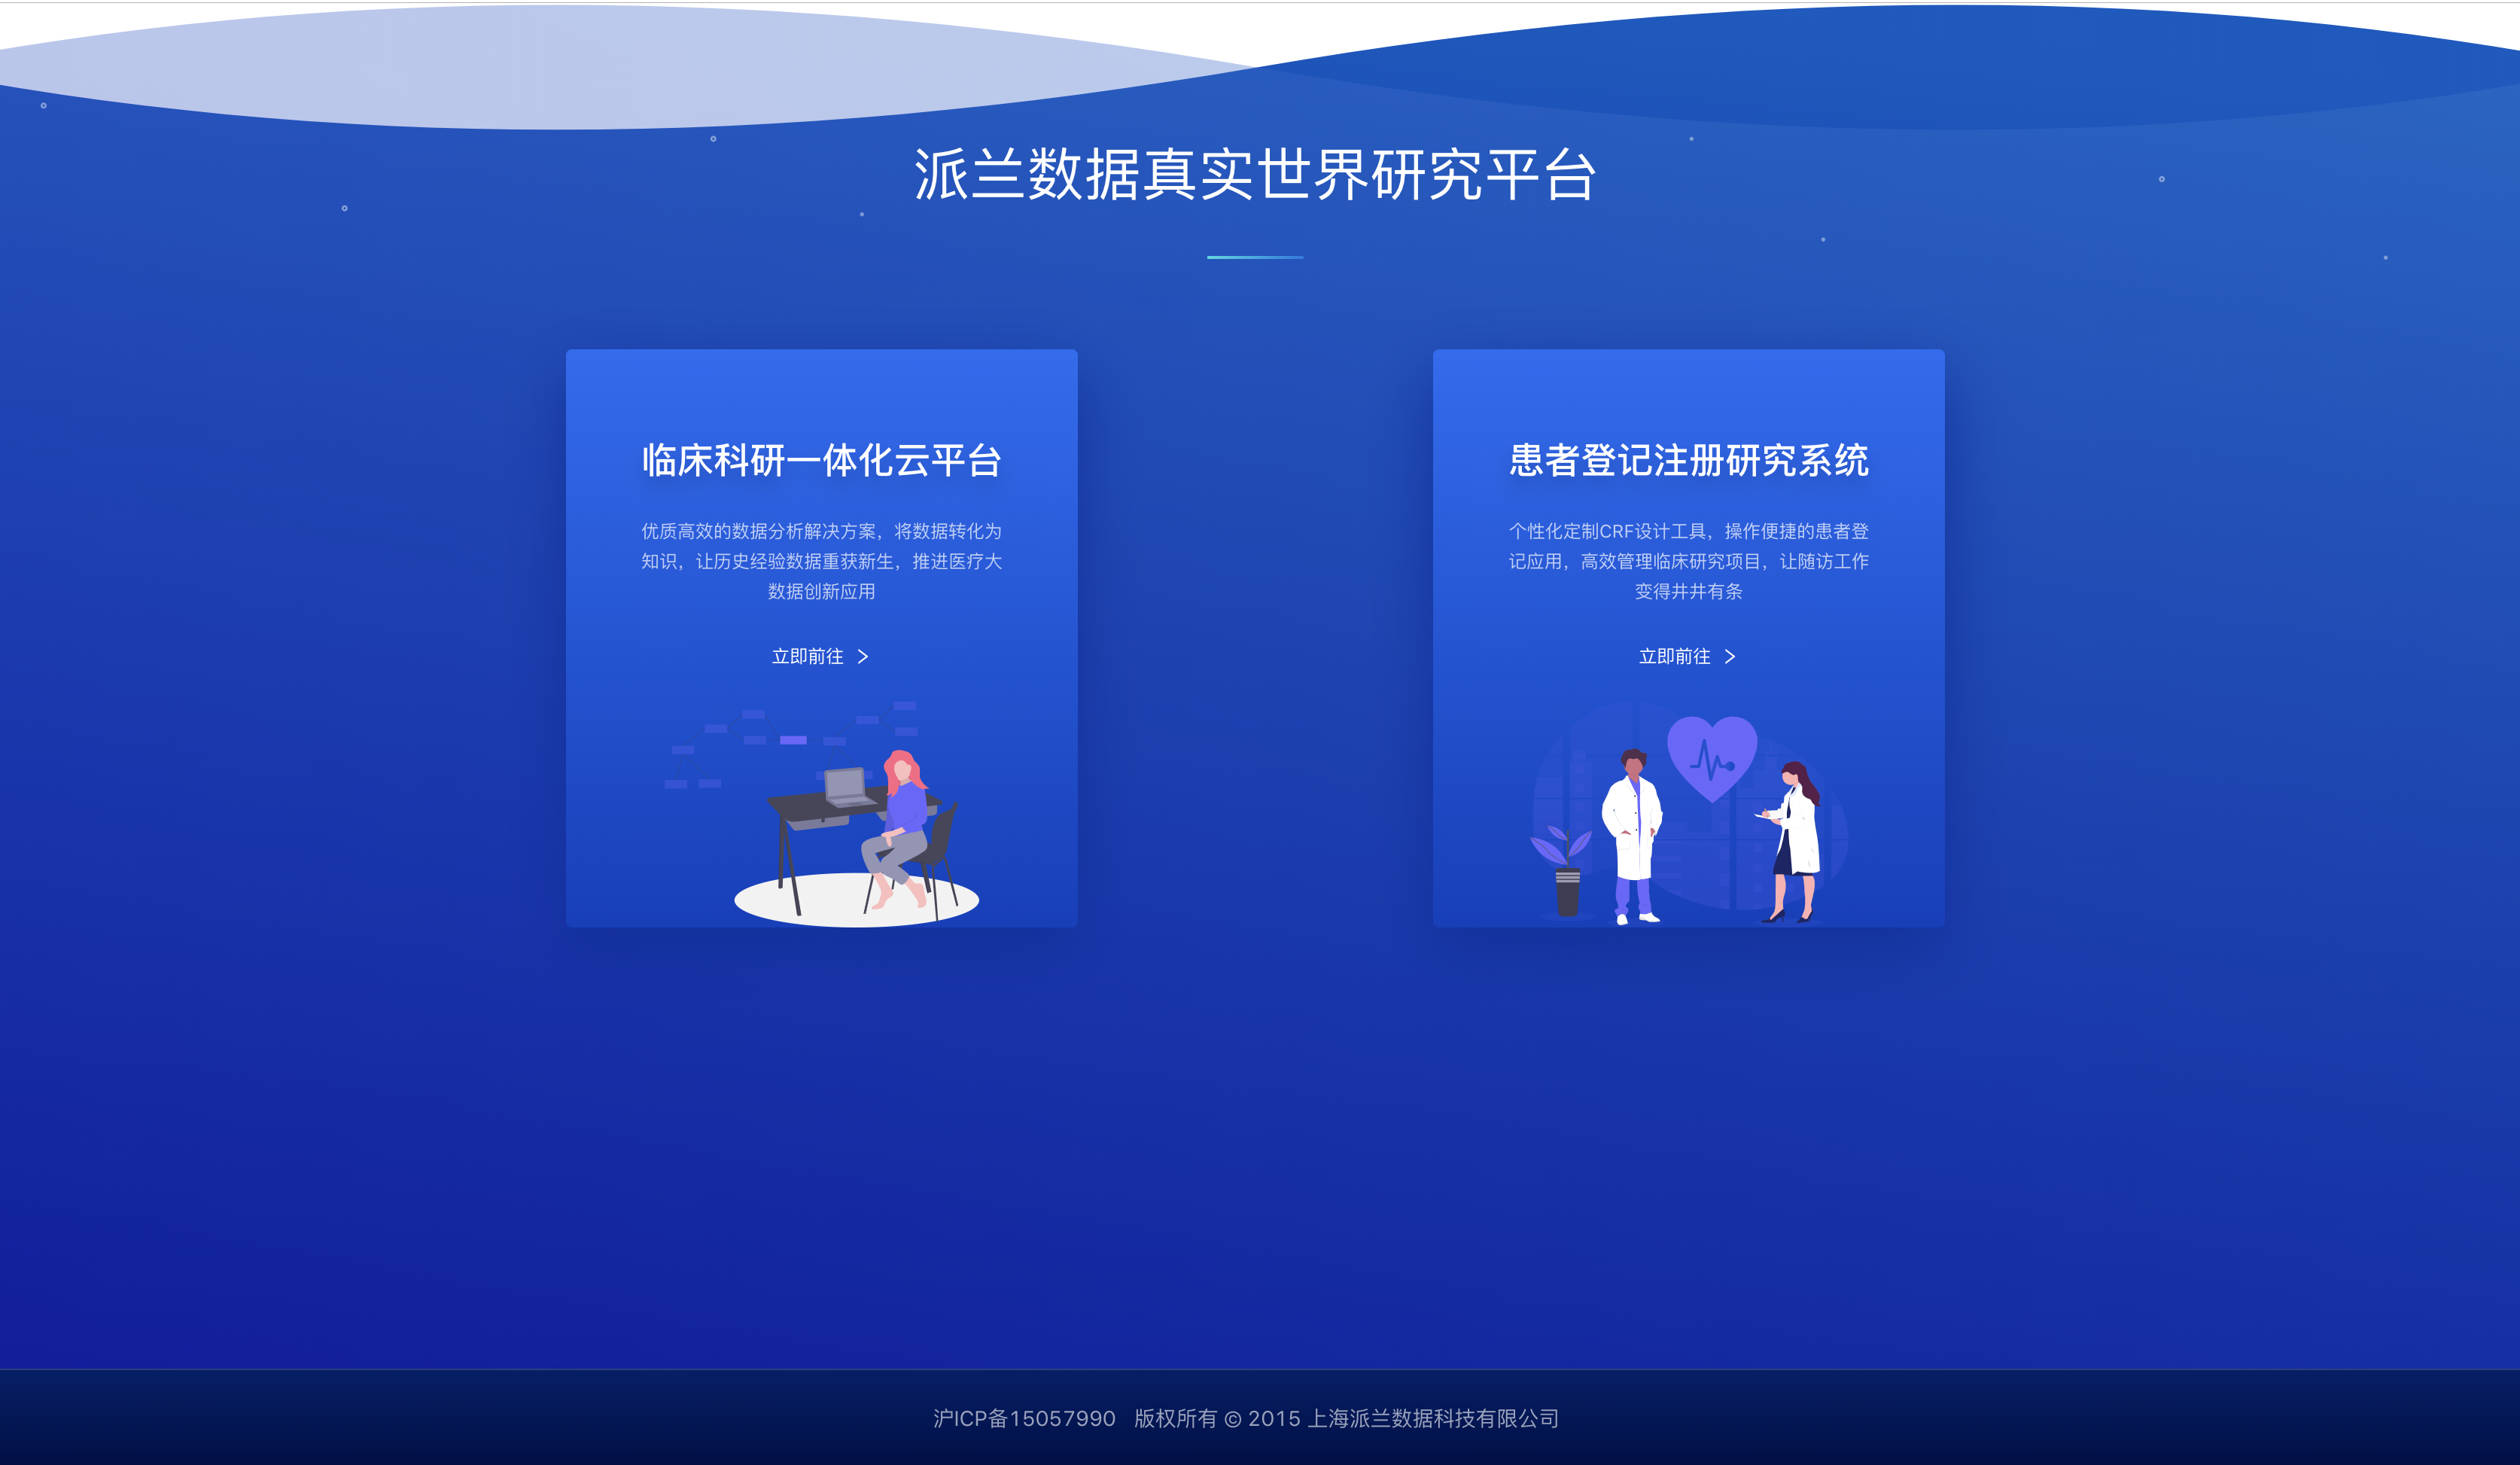 派兰数据真实世界研究平台
临床科研一体化云平台
优质高效的数据分析解决方案，将数据转化为
知识，让历史经验数据重获新生，推进医疗大
数据创新应用
立即前往 >
患者登记注册研究系统
个性化定制CRF设计工具，操作便捷的患者登
记应用，高效管理临床研究项目，让随访工作
变得井井有条
立即前往 >
沪ICP备15057990 版权所有 © 2015 上海派兰数据科技有限公司